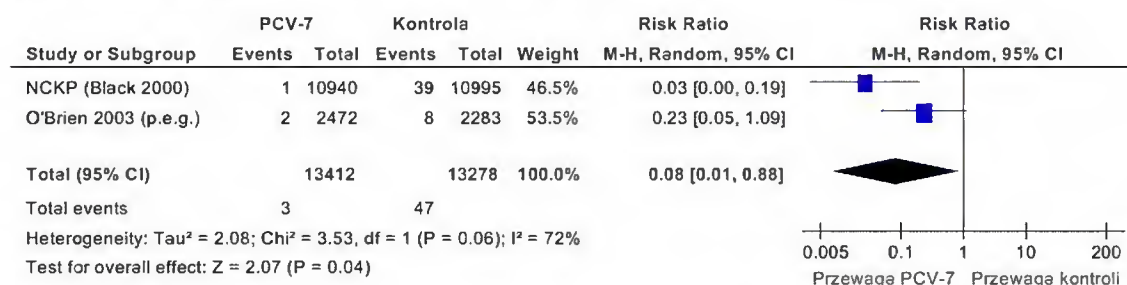 PCV-7 Kontrola Risk Ratio Risk Ratio
Study or Subgroup Events Total Events Total Weight M-H, Random, 95% CI M-H, Random, 95% CI
NCKP (Black 2000) 1 10940 39 10995 46.5% 0.03 [0.00, 0.19]
O'Brien 2003 (p.e.g.) 2 2472 8 2283 53.5% 0.23 [0.05, 1.09]
Total (95% CI) 13412 13278 100.0% 0.08 [0.01, 0.88]
Total events 3 47
Heterogeneity: Tau² = 2.08; Chi² = 3.53, df = 1 (P = 0.06); I² = 72%
Test for overall effect: Z = 2.07 (P = 0.04)
0.005 0.1 1 10 200
Przewaga PCV-7 Przewaga kontroli